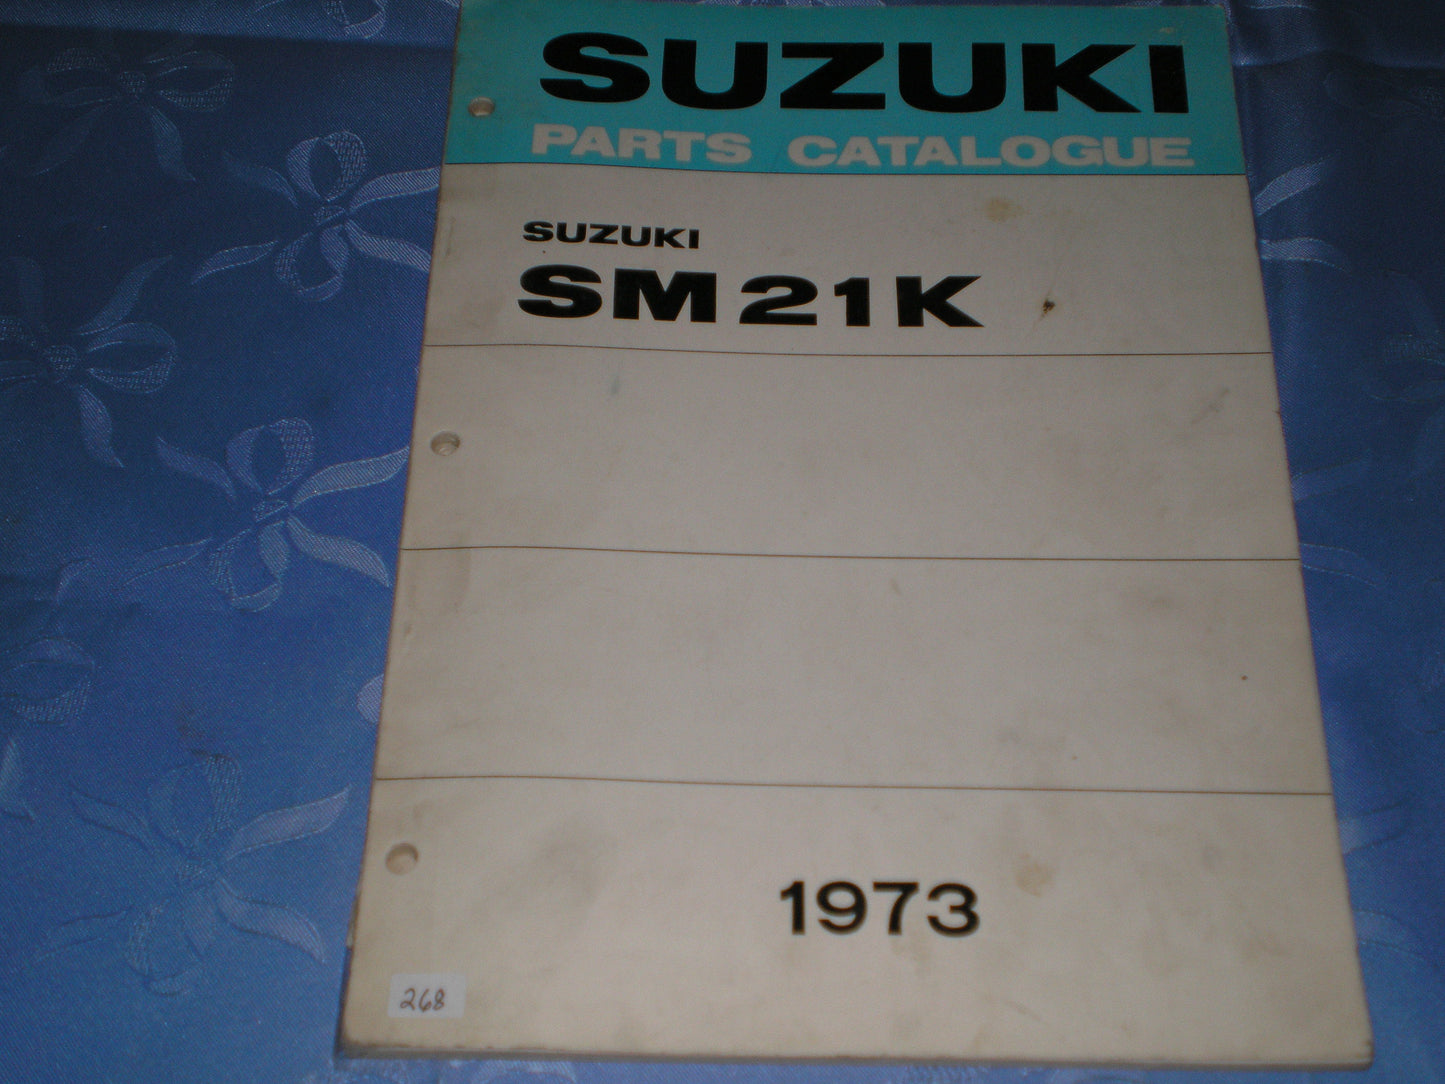 SUZUKI
PARTS CATALOGUE
SUZUKI
SM21K
1973
268